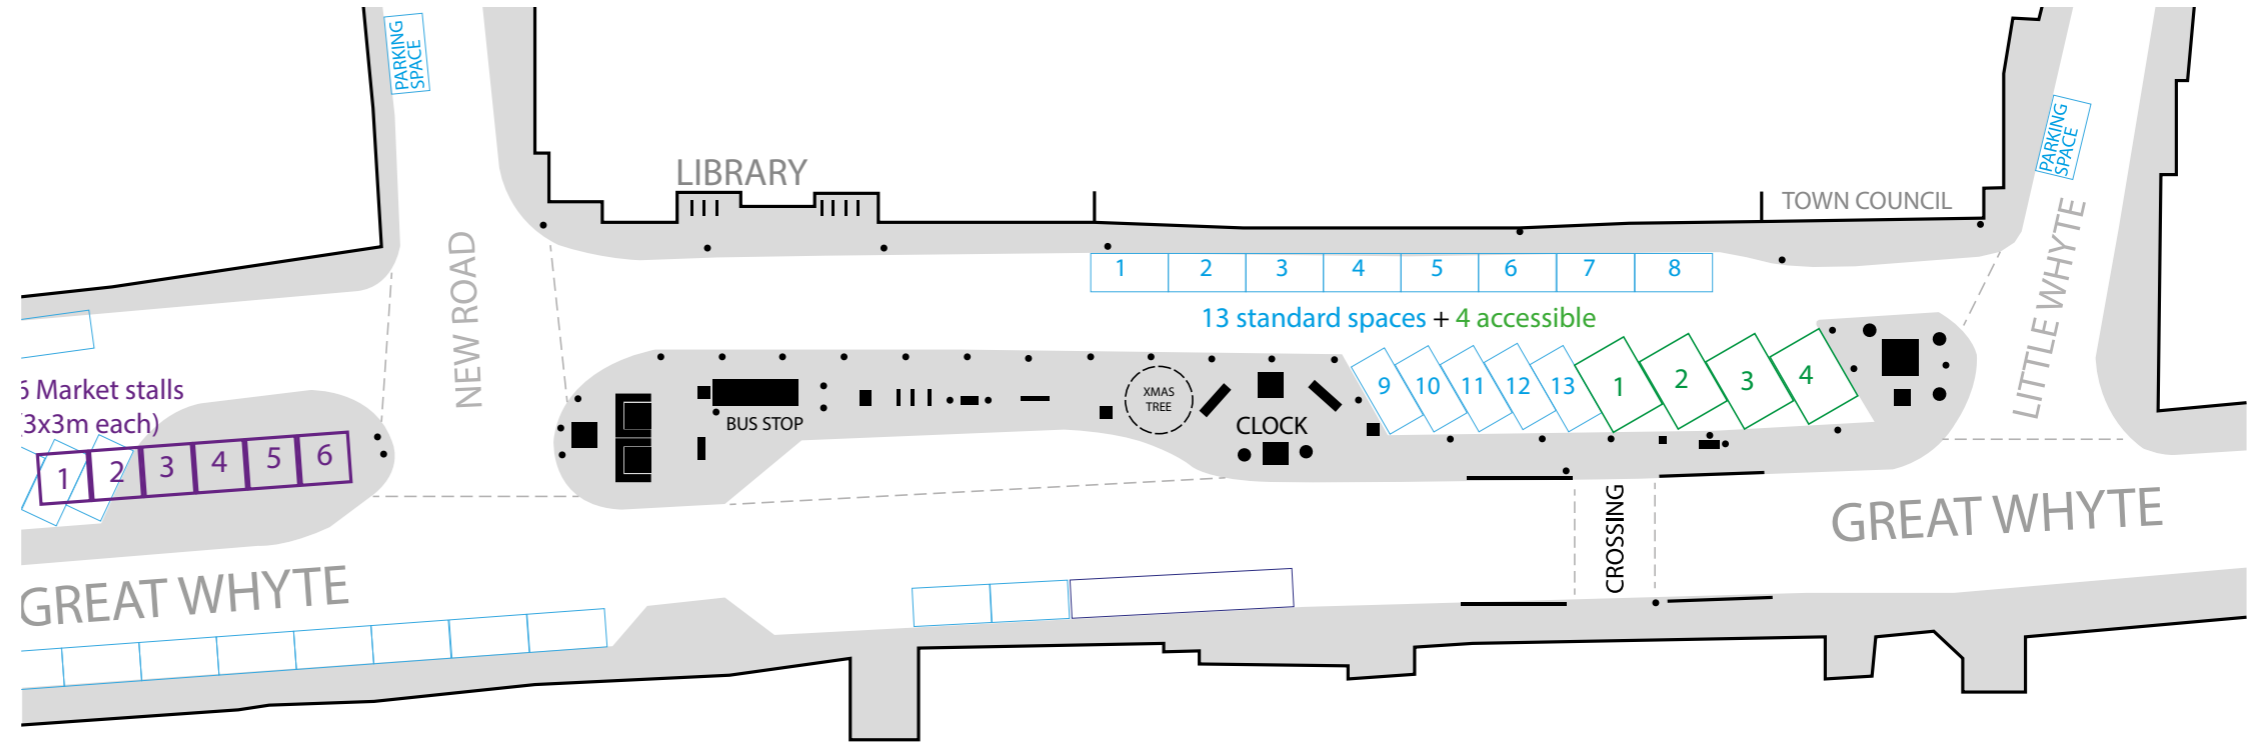 PARKING
SPACE
PARKING
SPACE
LIBRARY
TOWN COUNCIL
NEW ROAD
LITTLE WHYTE
1 2 3 4 5 6 7 8
13 standard spaces + 4 accessible
6 Market stalls
(3x3m each)
1 2 3 4 5 6
BUS STOP
XMAS
TREE
CLOCK
9 10 11 12 13 1 2 3 4
CROSSING
GREAT WHYTE
GREAT WHYTE